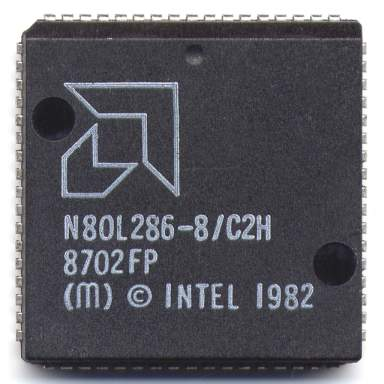 N80L286-8/C2H
8702FP
(M) © INTEL 1982